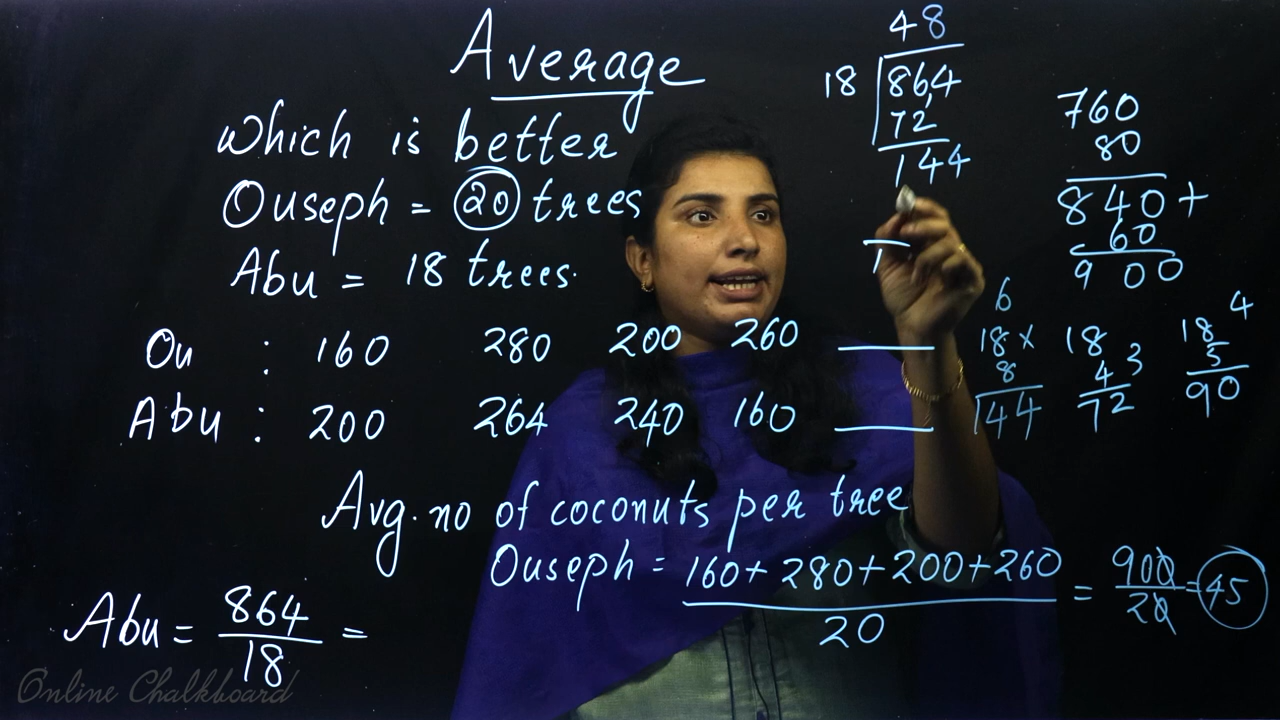 Average
Which is better
Ouseph = 20 trees
Abu = 18 trees.
Ou : 160 280 200 260
Abu : 200 264 240 160
Avg. no of coconuts per tree
Ouseph = 160 + 280 + 200 + 260 / 20 = 900 / 20 = 45
Abu = 864 / 18 =
48
18 864
72
144
1
760
80
840 +
60
900
6
18 x
8
144
18
3
4
72
4
18
5
90
Online Chalkboard